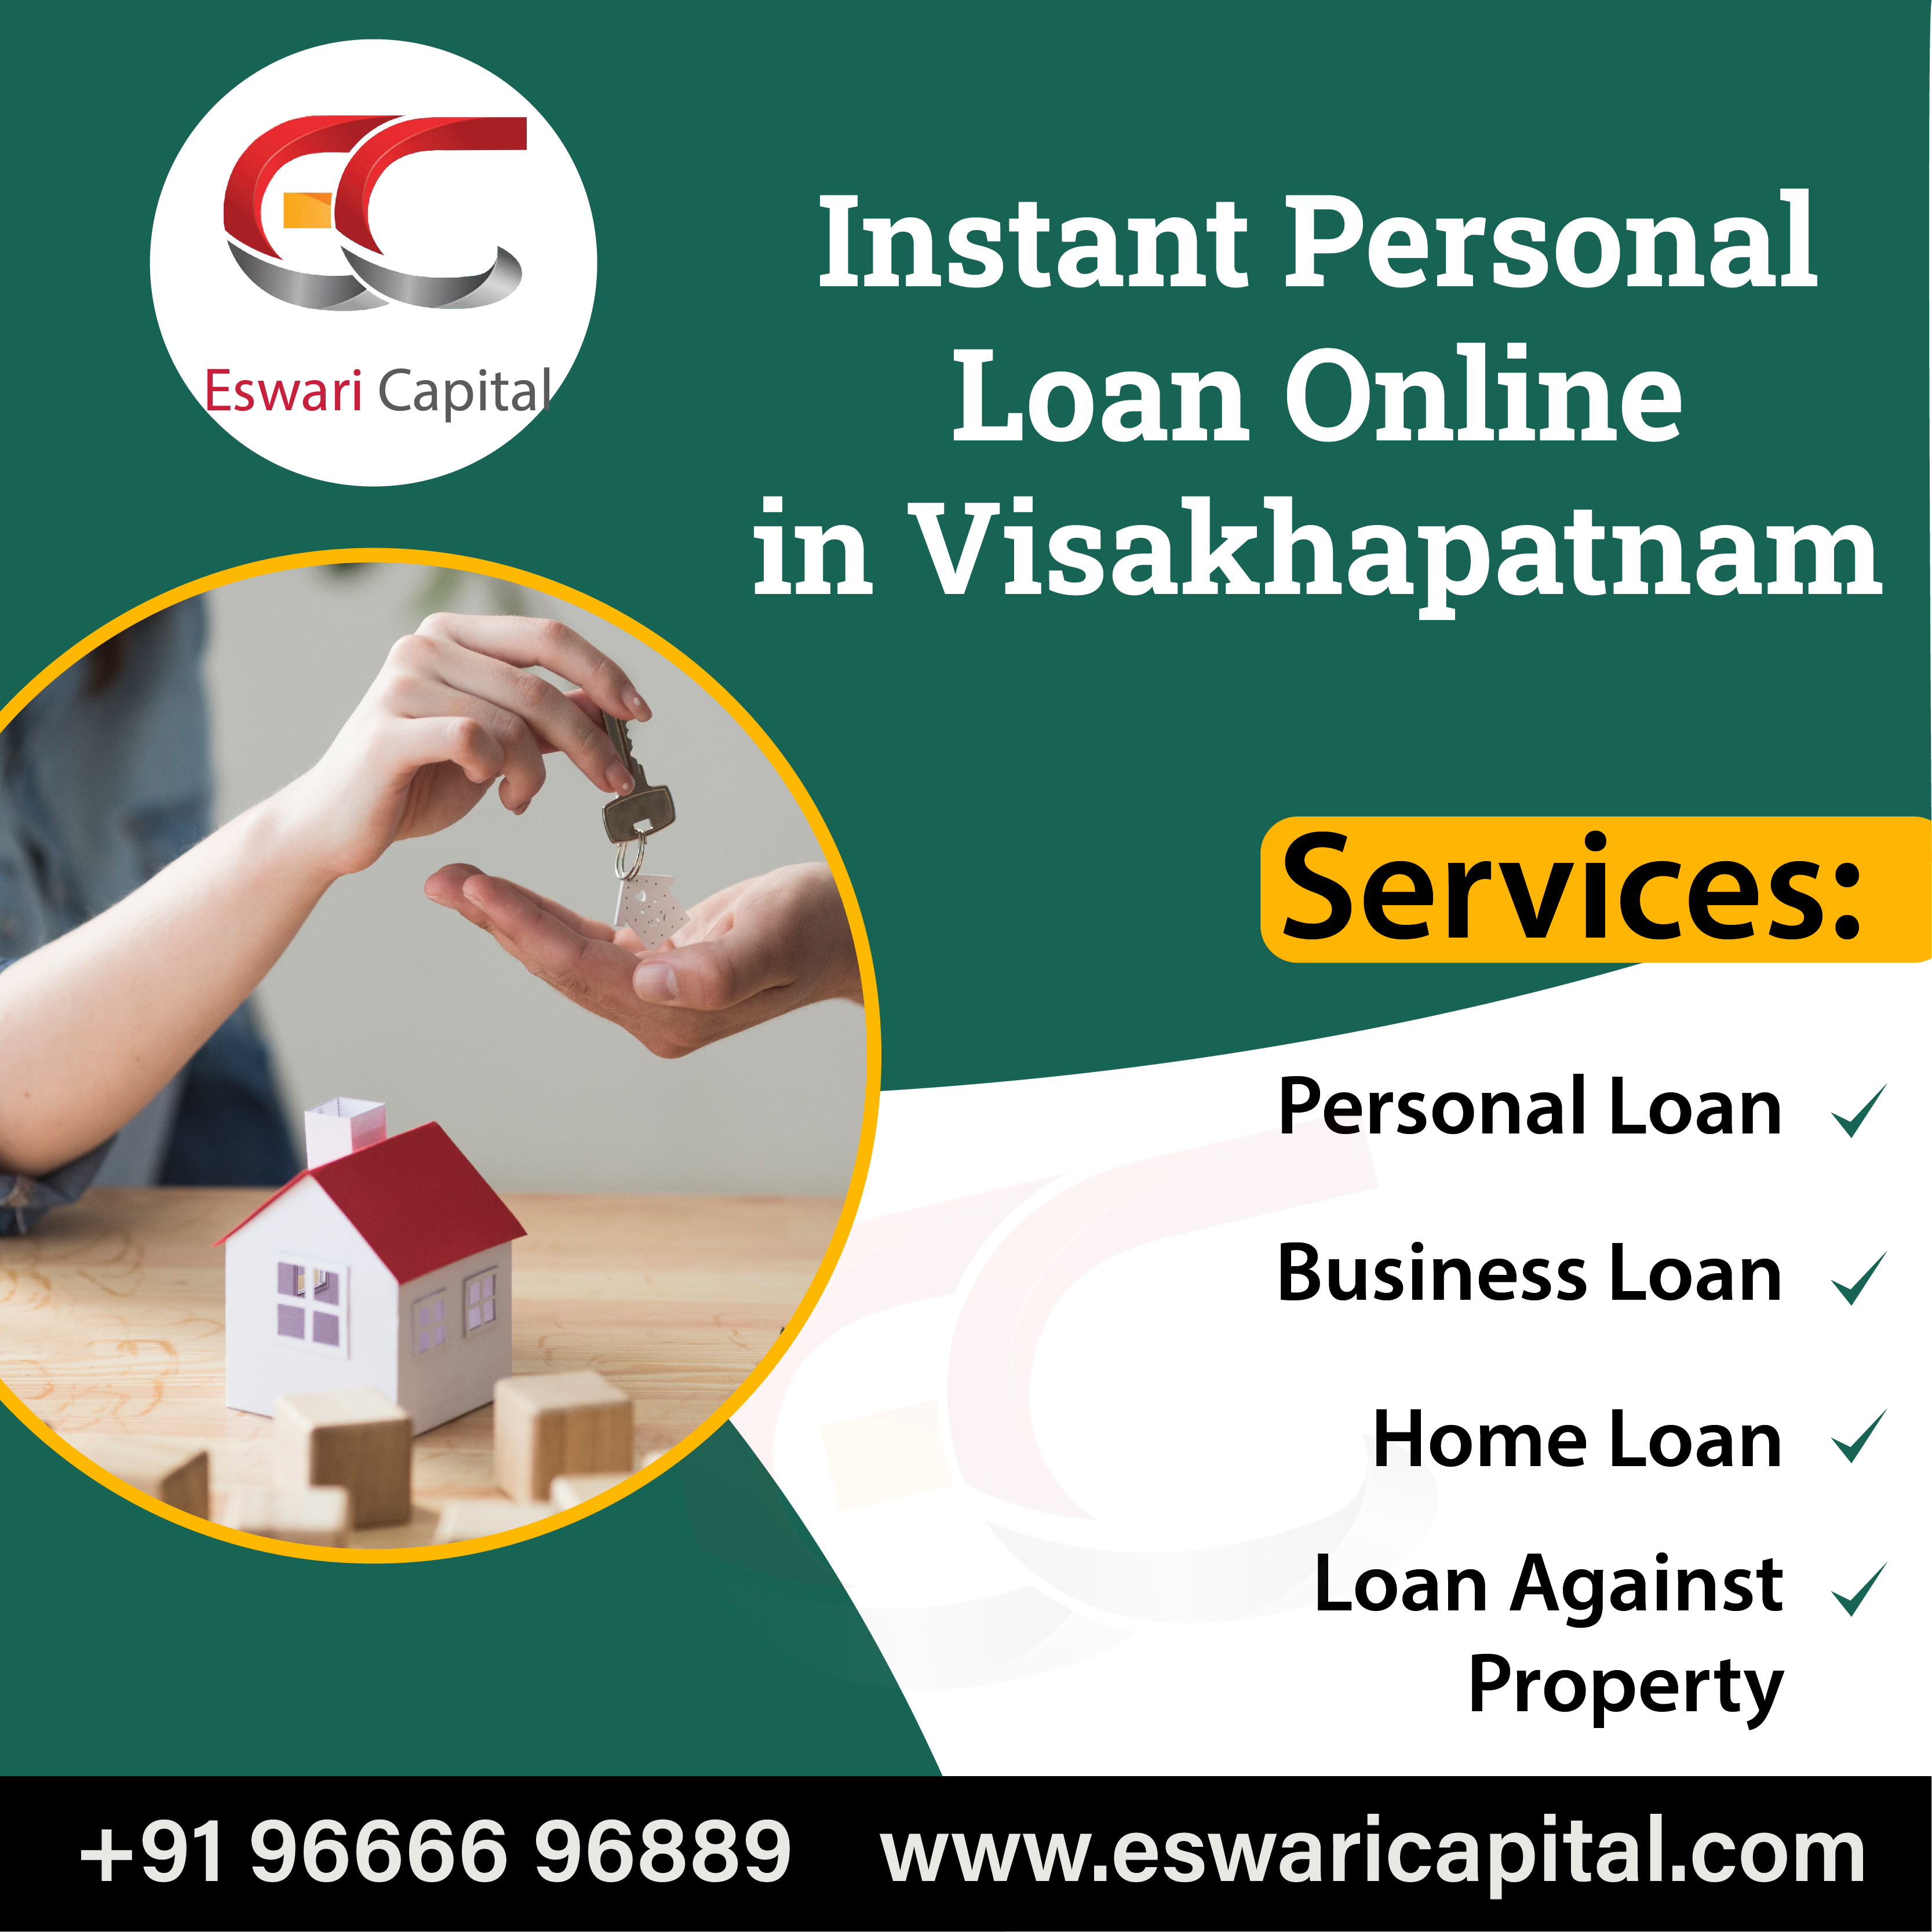 Eswari Capital
Instant Personal
Loan Online
in Visakhapatnam
Services:
Personal Loan
Business Loan
Home Loan
Loan Against
Property
+91 96666 96889
www.eswaricapital.com